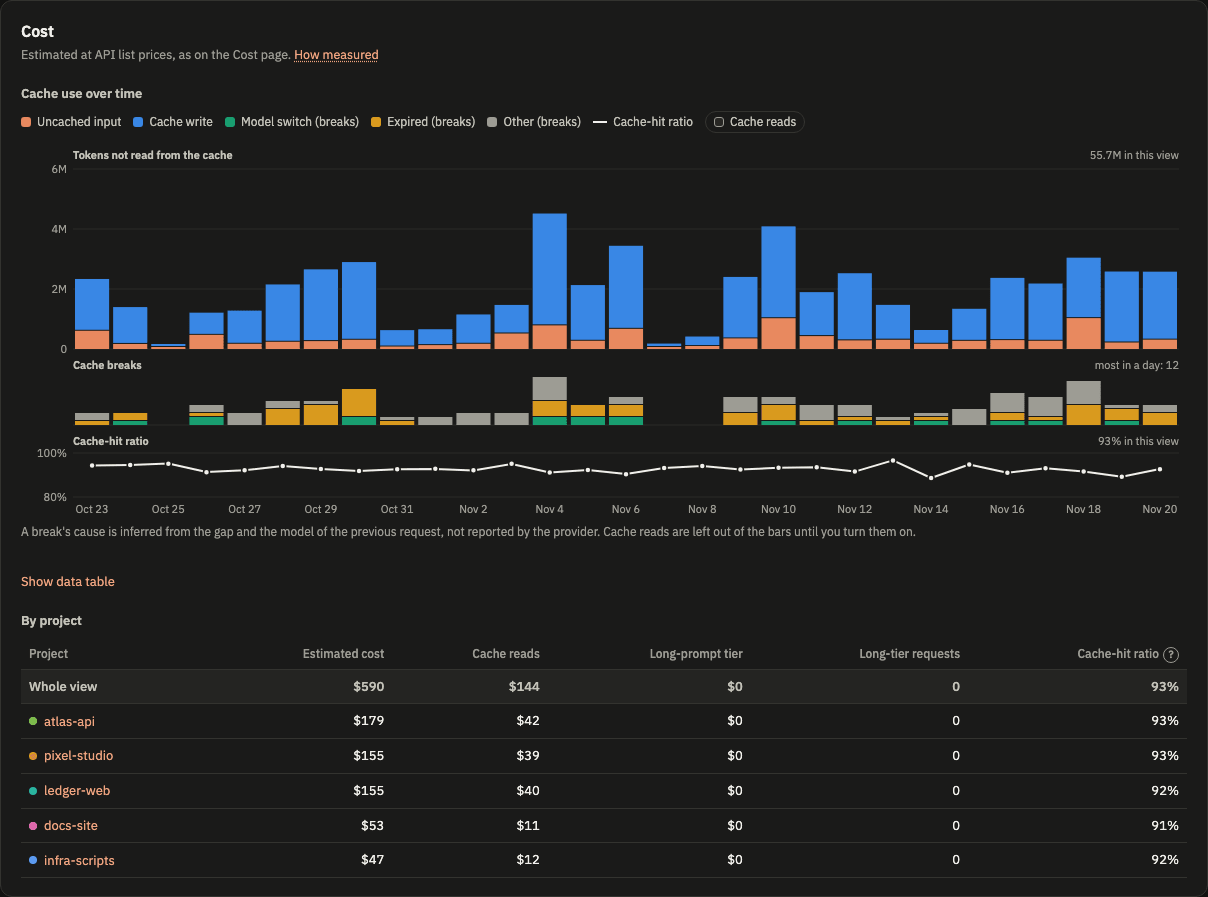 Cost
Estimated at API list prices, as on the Cost page. How measured
Cache use over time
Uncached input Cache write Model switch (breaks) Expired (breaks) Other (breaks) Cache-hit ratio Cache reads
Tokens not read from the cache 55.7M in this view
6M
4M
2M
0
Cache breaks most in a day: 12
Cache-hit ratio 93% in this view
100%
80%
Oct 23 Oct 25 Oct 27 Oct 29 Oct 31 Nov 2 Nov 4 Nov 6 Nov 8 Nov 10 Nov 12 Nov 14 Nov 16 Nov 18 Nov 20
A break's cause is inferred from the gap and the model of the previous request, not reported by the provider. Cache reads are left out of the bars until you turn them on.
Show data table
By project
Project Estimated cost Cache reads Long-prompt tier Long-tier requests Cache-hit ratio ?
Whole view $590 $144 $0 0 93%
atlas-api $179 $42 $0 0 93%
pixel-studio $155 $39 $0 0 93%
ledger-web $155 $40 $0 0 92%
docs-site $53 $11 $0 0 91%
infra-scripts $47 $12 $0 0 92%